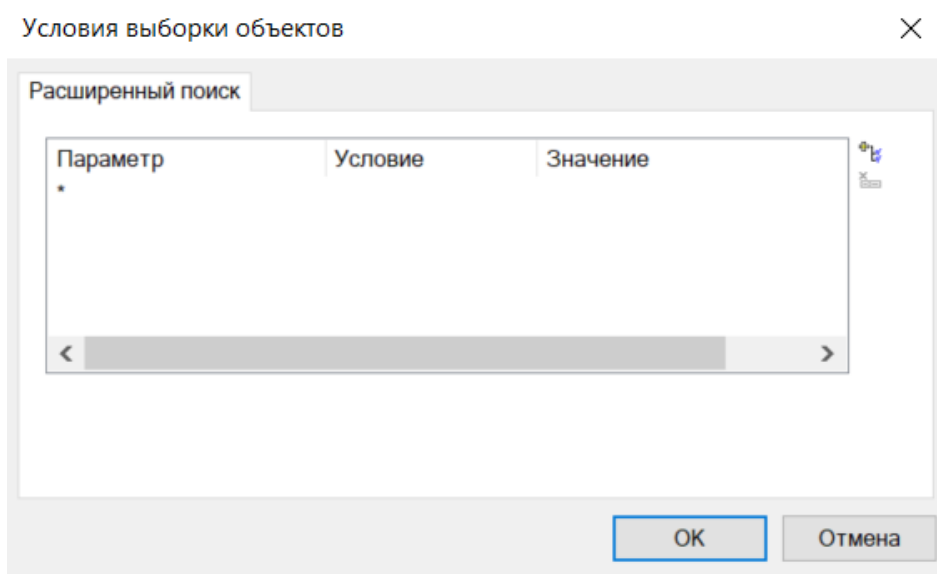 Условия выборки объектов
Расширенный поиск
Параметр Условие Значение
*
OK Отмена